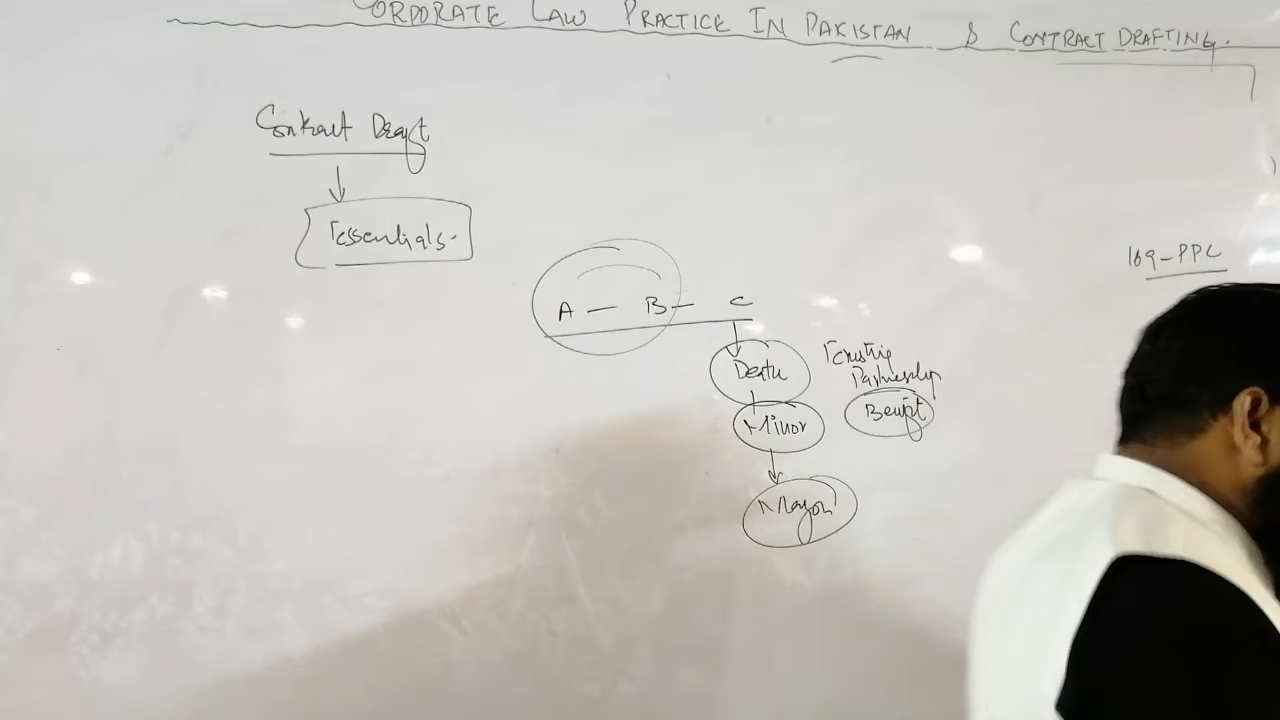 CORPORATE LAW PRACTICE IN PAKISTAN & CONTRACT DRAFTING.
Contract Draft
Essentials.
169-PPC
A — B — C
Death
Existing
Partnership
Benefit
Minor
Major